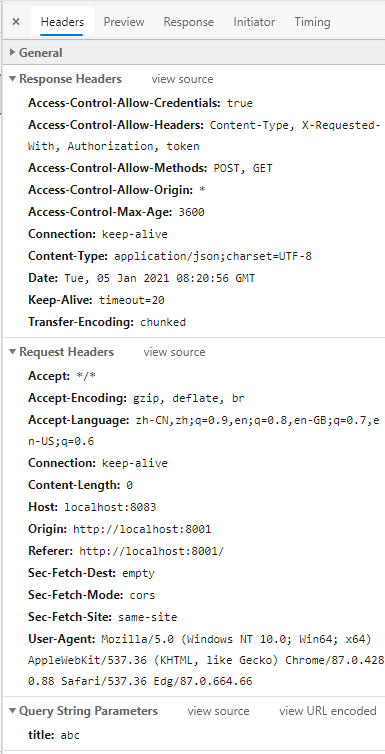 × Headers Preview Response Initiator Timing
General
Response Headers view source
Access-Control-Allow-Credentials: true
Access-Control-Allow-Headers: Content-Type, X-Requested-
With, Authorization, token
Access-Control-Allow-Methods: POST, GET
Access-Control-Allow-Origin: *
Access-Control-Max-Age: 3600
Connection: keep-alive
Content-Type: application/json;charset=UTF-8
Date: Tue, 05 Jan 2021 08:20:56 GMT
Keep-Alive: timeout=20
Transfer-Encoding: chunked
Request Headers view source
Accept: */*
Accept-Encoding: gzip, deflate, br
Accept-Language: zh-CN,zh;q=0.9,en;q=0.8,en-GB;q=0.7,e
n-US;q=0.6
Connection: keep-alive
Content-Length: 0
Host: localhost:8083
Origin: http://localhost:8001
Referer: http://localhost:8001/
Sec-Fetch-Dest: empty
Sec-Fetch-Mode: cors
Sec-Fetch-Site: same-site
User-Agent: Mozilla/5.0 (Windows NT 10.0; Win64; x64)
AppleWebKit/537.36 (KHTML, like Gecko) Chrome/87.0.428
0.88 Safari/537.36 Edg/87.0.664.66
Query String Parameters view source view URL encoded
title: abc